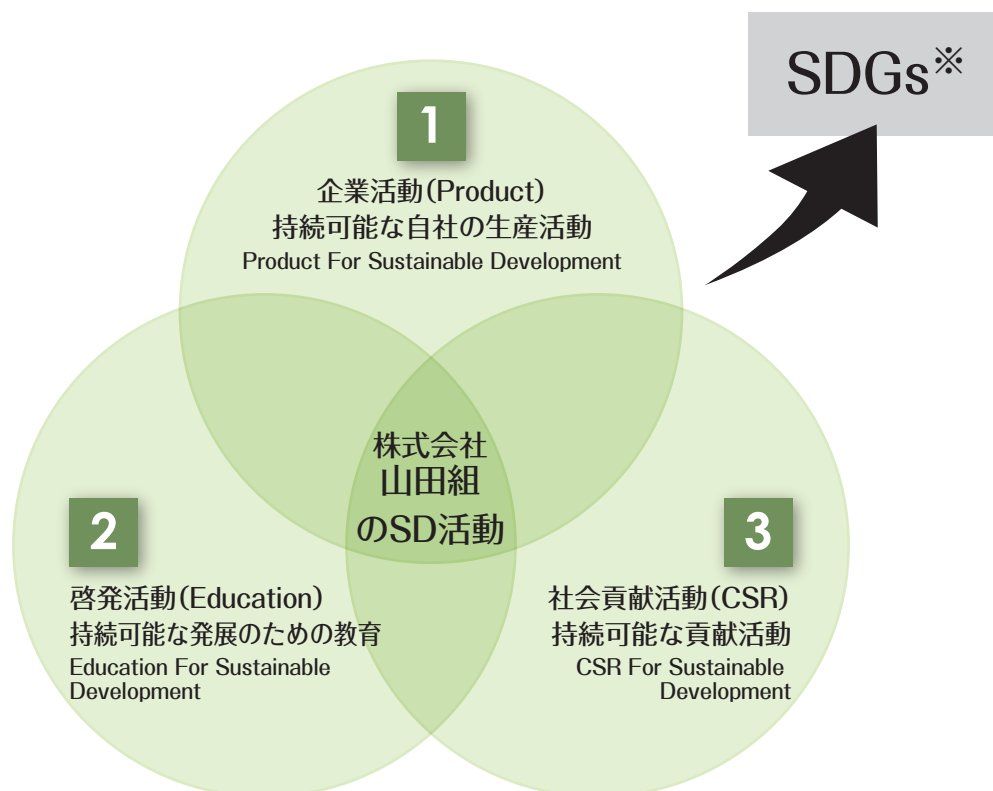 SDGs※
1
企業活動(Product)
持続可能な自社の生産活動
Product For Sustainable Development
株式会社
山田組
のSD活動
2
啓発活動(Education)
持続可能な発展のための教育
Education For Sustainable
Development
3
社会貢献活動(CSR)
持続可能な貢献活動
CSR For Sustainable
Development